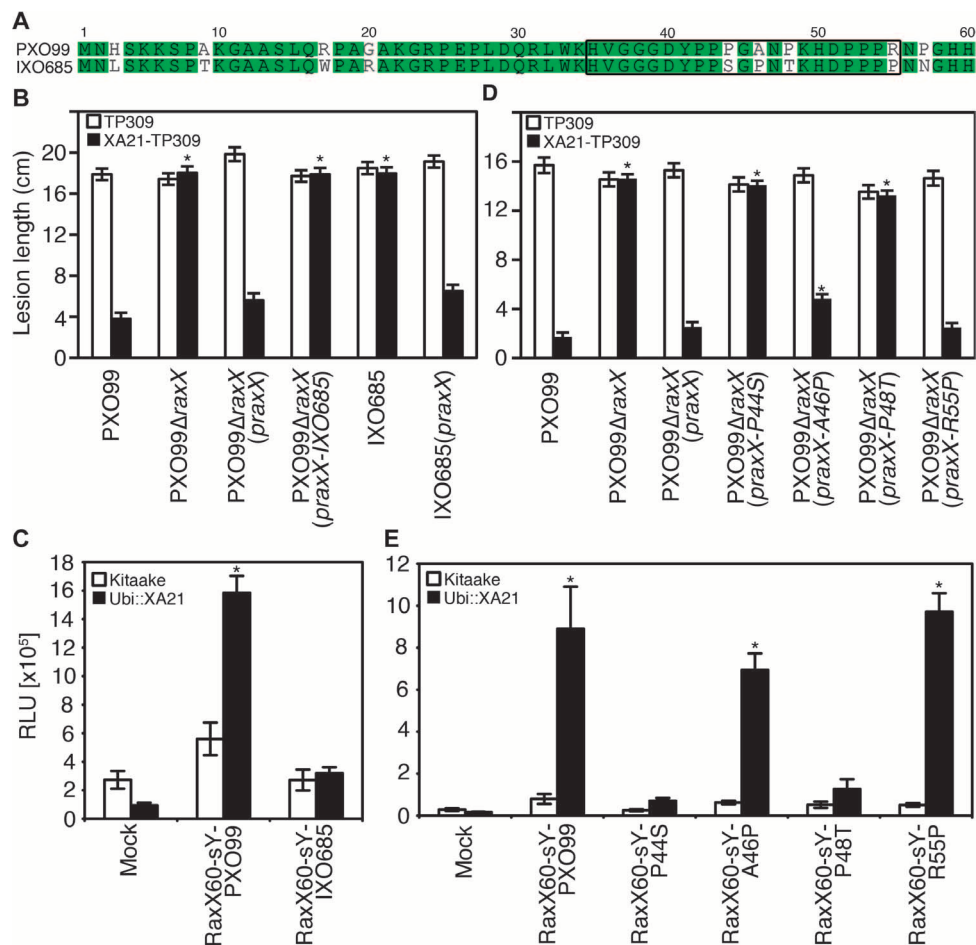 A
1 10 20 30 40 50 60
PXO99 MNHSKKSPAKGAASLQRPAGAKGRPEPLDQRLWKHVGGGDYPPPGANPKHDPPPRNPGHH
IXO685 MNLSKKSPTKGAASLQWPARAKGRPEPLDQRLWKHVGGGDYPPSGPNTKHDPPPPNNGHH
B
TP309
XA21-TP309
Lesion length (cm)
20
16
12
8
4
0
* * *
PXO99
PXO99ΔraxX
PXO99ΔraxX
(praxX)
PXO99ΔraxX
(praxX-IXO685)
IXO685
IXO685(praxX)
D
TP309
XA21-TP309
16
12
8
4
0
* * * *
PXO99
PXO99ΔraxX
PXO99ΔraxX
(praxX)
PXO99ΔraxX
(praxX-P44S)
PXO99ΔraxX
(praxX-A46P)
PXO99ΔraxX
(praxX-P48T)
PXO99ΔraxX
(praxX-R55P)
C
Kitaake
Ubi::XA21
RLU [x10⁵]
18
16
14
12
10
8
6
4
2
0
*
Mock
RaxX60-sY-
PXO99
RaxX60-sY-
IXO685
E
Kitaake
Ubi::XA21
12
10
8
6
4
2
0
* * *
Mock
RaxX60-sY-
PXO99
RaxX60-sY-
P44S
RaxX60-sY-
A46P
RaxX60-sY-
P48T
RaxX60-sY-
R55P